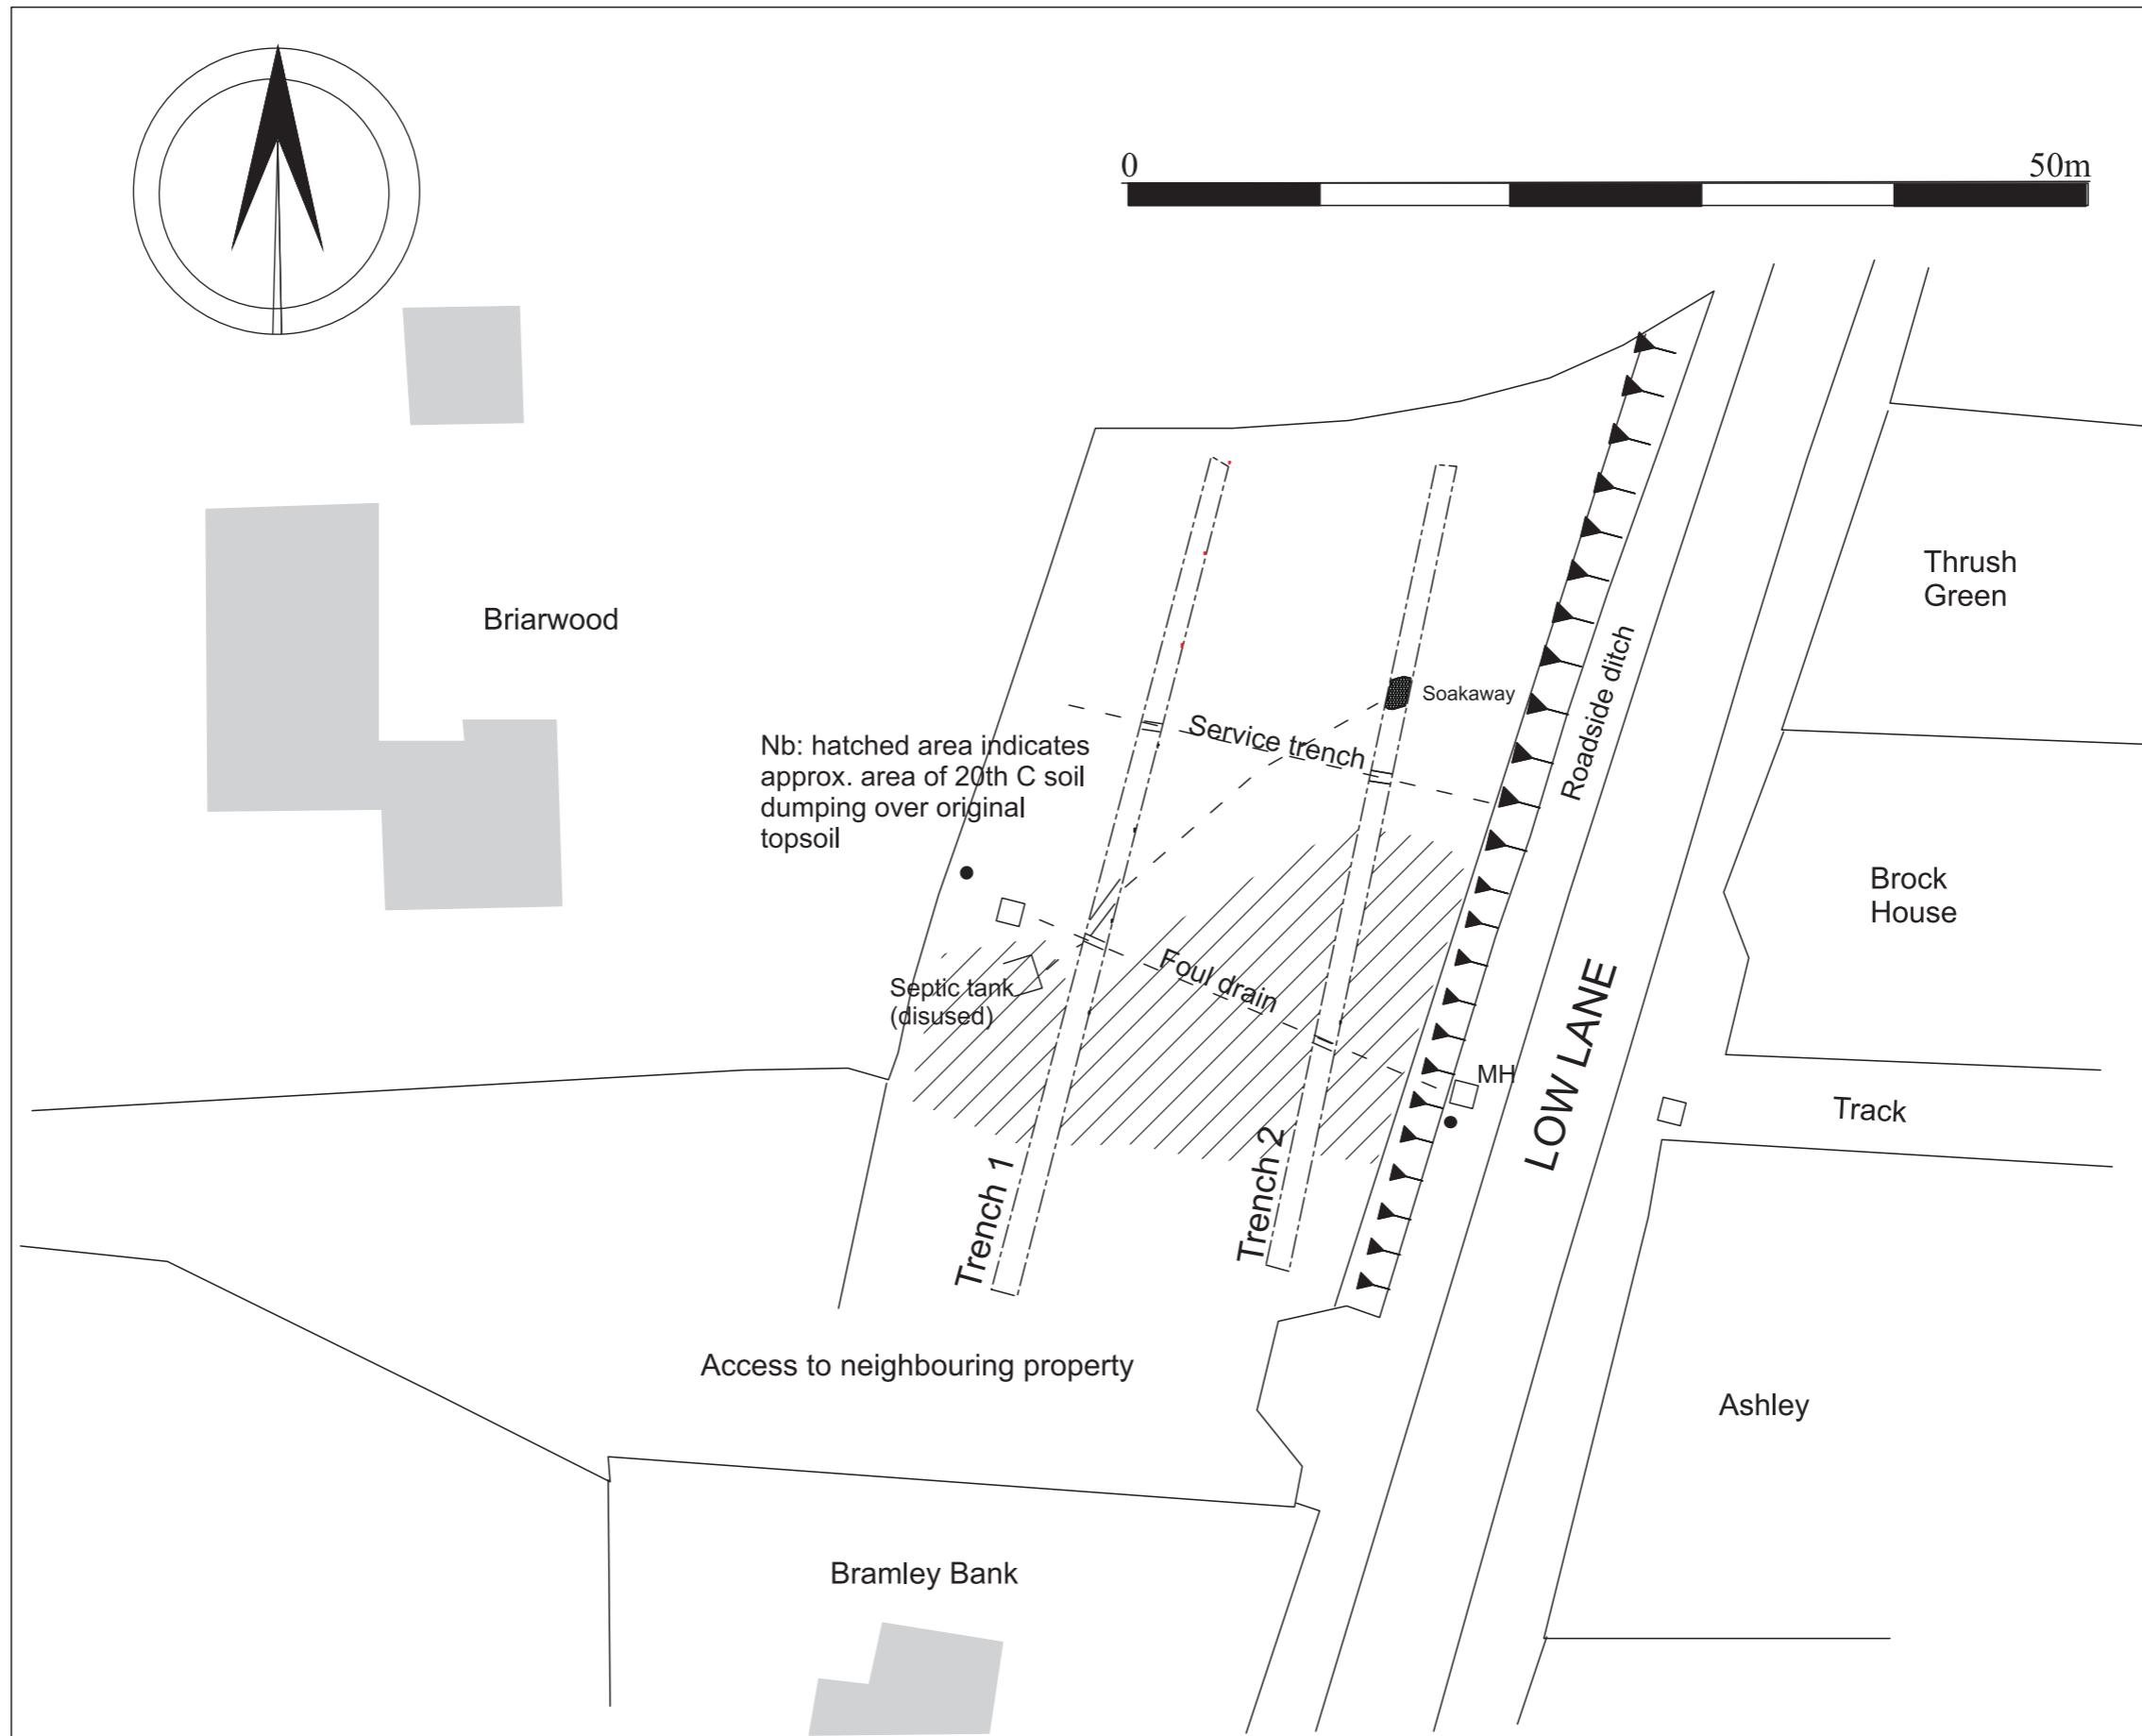 0
50m
Briarwood
Thrush
Green
Soakaway
Service trench
Roadside ditch
Nb: hatched area indicates
approx. area of 20th C soil
dumping over original
topsoil
Brock
House
Septic tank
(disused)
Foul drain
LOW LANE
MH
Track
Trench 1
Trench 2
Access to neighbouring property
Ashley
Bramley Bank